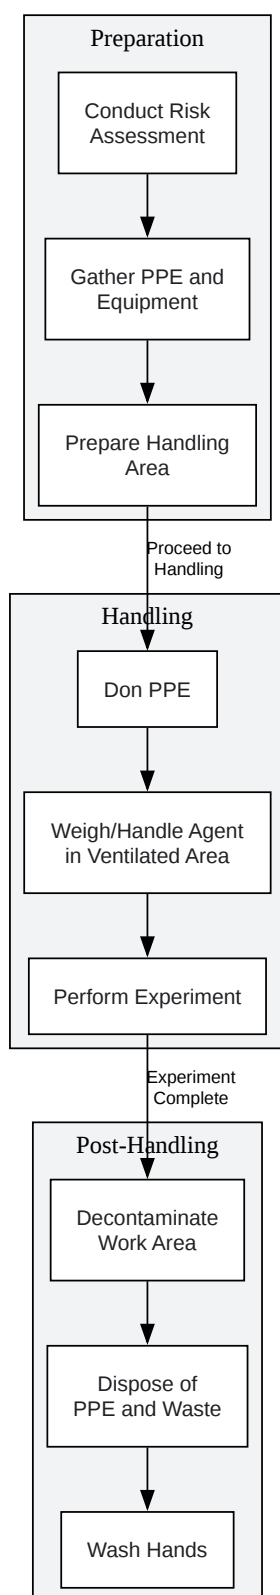 Preparation
Conduct Risk
Assessment
Gather PPE and
Equipment
Prepare Handling
Area
Proceed to
Handling
Handling
Don PPE
Weigh/Handle Agent
in Ventilated Area
Perform Experiment
Experiment
Complete
Post-Handling
Decontaminate
Work Area
Dispose of
PPE and Waste
Wash Hands